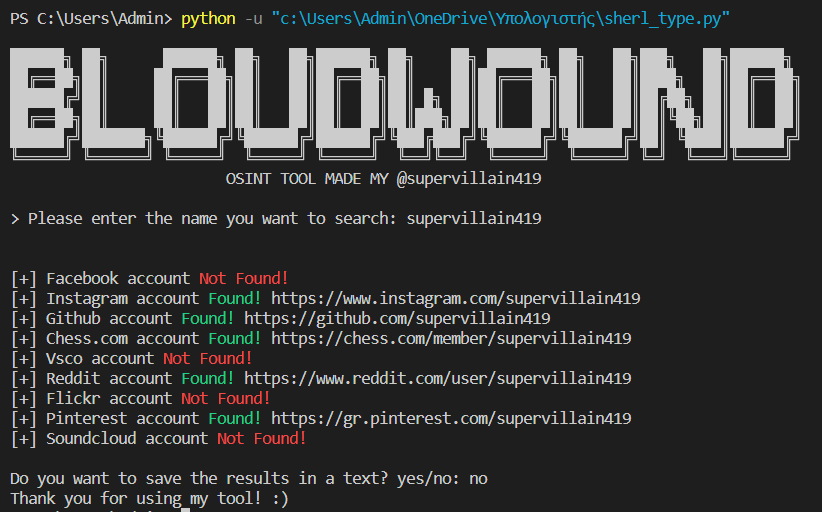 PS C:\Users\Admin> python -u "c:\Users\Admin\OneDrive\Υπολογιστής\sherl_type.py"
BLOUDWOUND
OSINT TOOL MADE MY @supervillain419
> Please enter the name you want to search: supervillain419
[+] Facebook account Not Found!
[+] Instagram account Found! https://www.instagram.com/supervillain419
[+] Github account Found! https://github.com/supervillain419
[+] Chess.com account Found! https://chess.com/member/supervillain419
[+] Vsco account Not Found!
[+] Reddit account Found! https://www.reddit.com/user/supervillain419
[+] Flickr account Not Found!
[+] Pinterest account Found! https://gr.pinterest.com/supervillain419
[+] Soundcloud account Not Found!
Do you want to save the results in a text? yes/no: no
Thank you for using my tool! :)